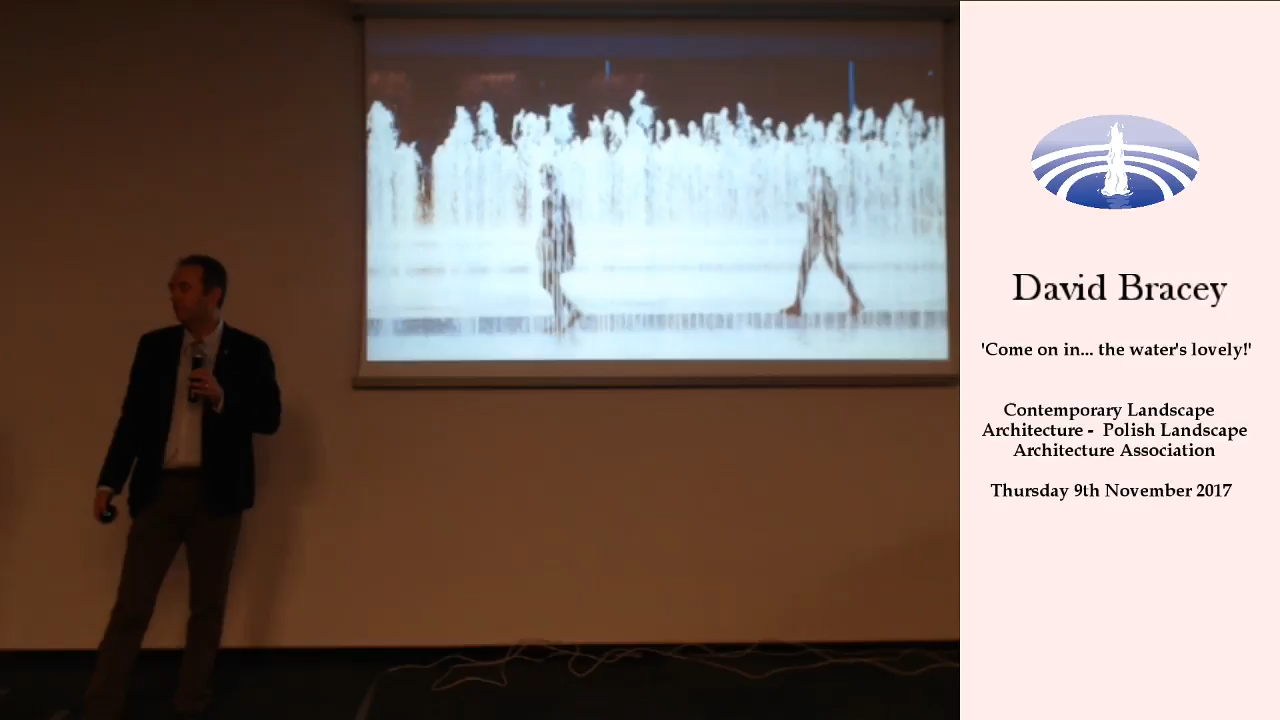 David Bracey
'Come on in... the water's lovely!'
Contemporary Landscape
Architecture - Polish Landscape
Architecture Association
Thursday 9th November 2017